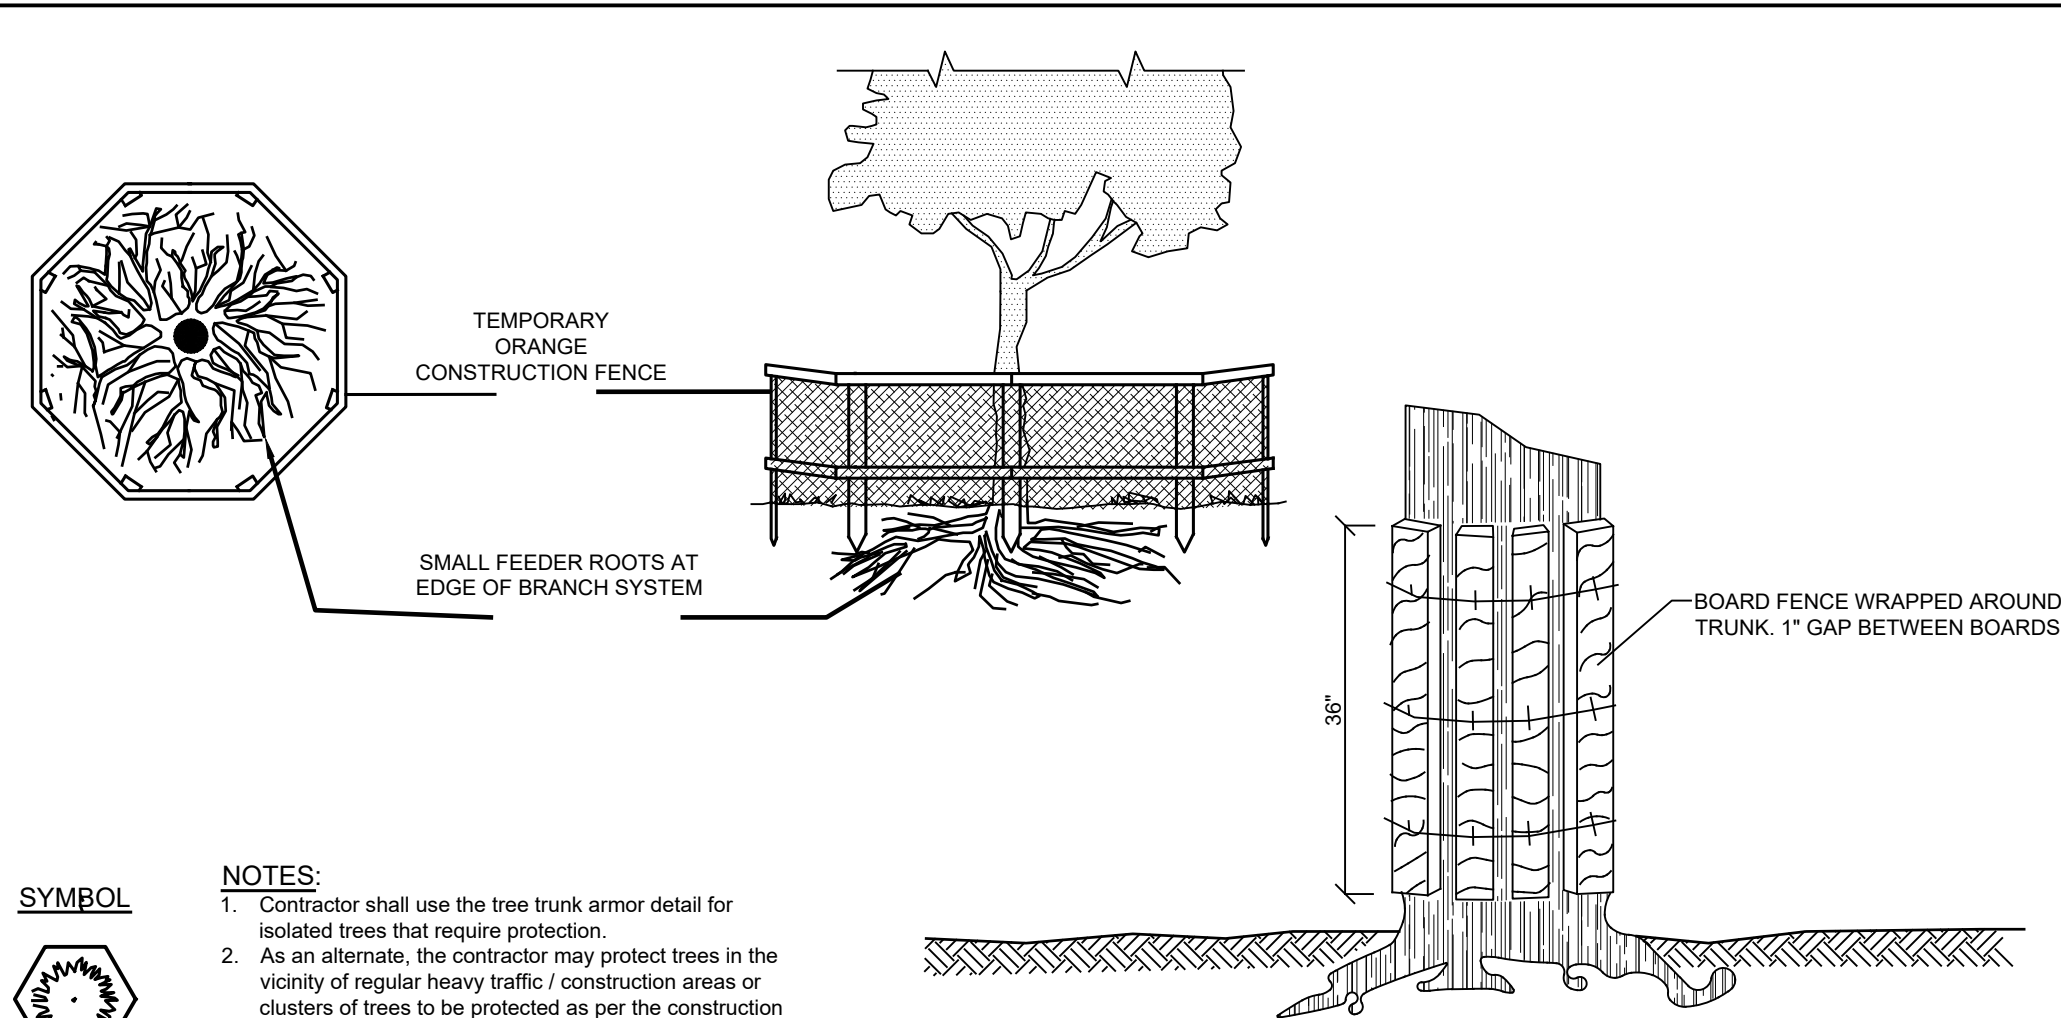 TEMPORARY
ORANGE
CONSTRUCTION FENCE
SMALL FEEDER ROOTS AT
EDGE OF BRANCH SYSTEM
BOARD FENCE WRAPPED AROUND
TRUNK. 1" GAP BETWEEN BOARDS
36"
SYMBOL
NOTES:
1. Contractor shall use the tree trunk armor detail for
isolated trees that require protection.
2. As an alternate, the contractor may protect trees in the
vicinity of regular heavy traffic / construction areas or
clusters of trees to be protected as per the construction